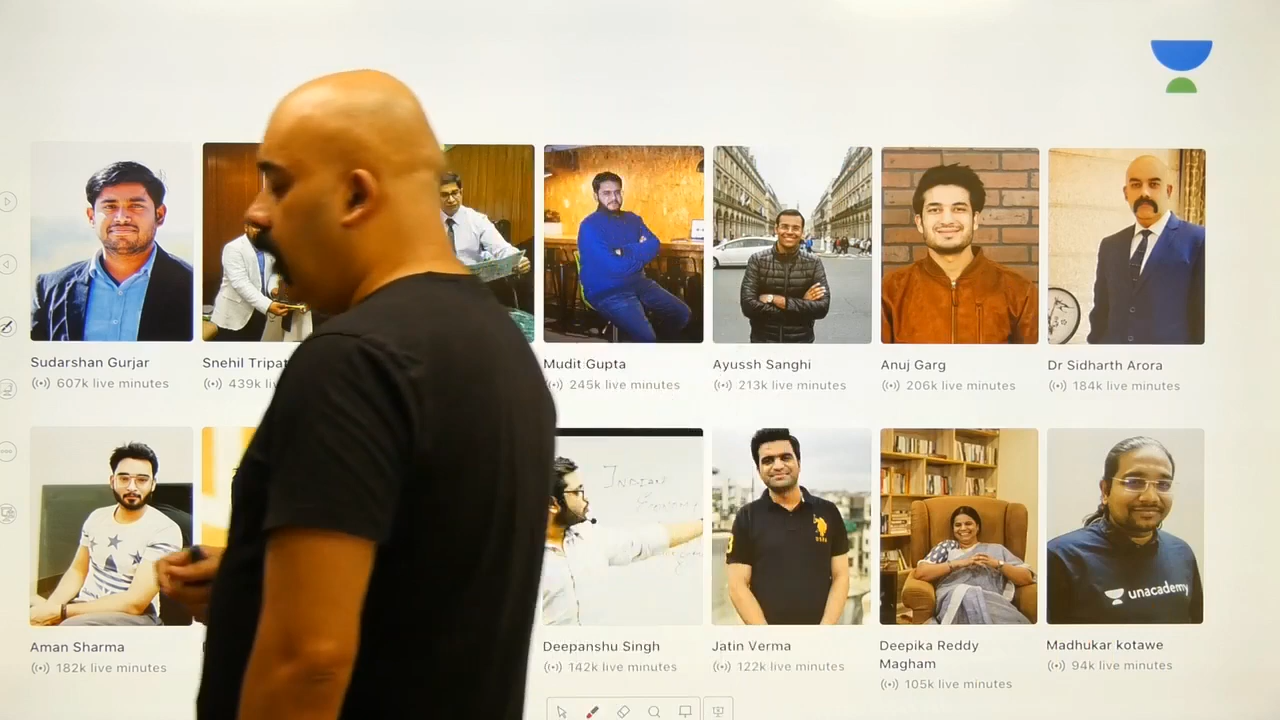 Sudarshan Gurjar
607k live minutes
Snehil
439k
Mudit Gupta
245k live minutes
Ayussh Sanghi
213k live minutes
Anuj Garg
206k live minutes
Dr Sidharth Arora
184k live minutes
INDIAN
unacademy
Aman Sharma
182k live minutes
Deepanshu Singh
142k live minutes
Jatin Verma
122k live minutes
Deepika Reddy
Magham
105k live minutes
Madhukar kotawe
94k live minutes